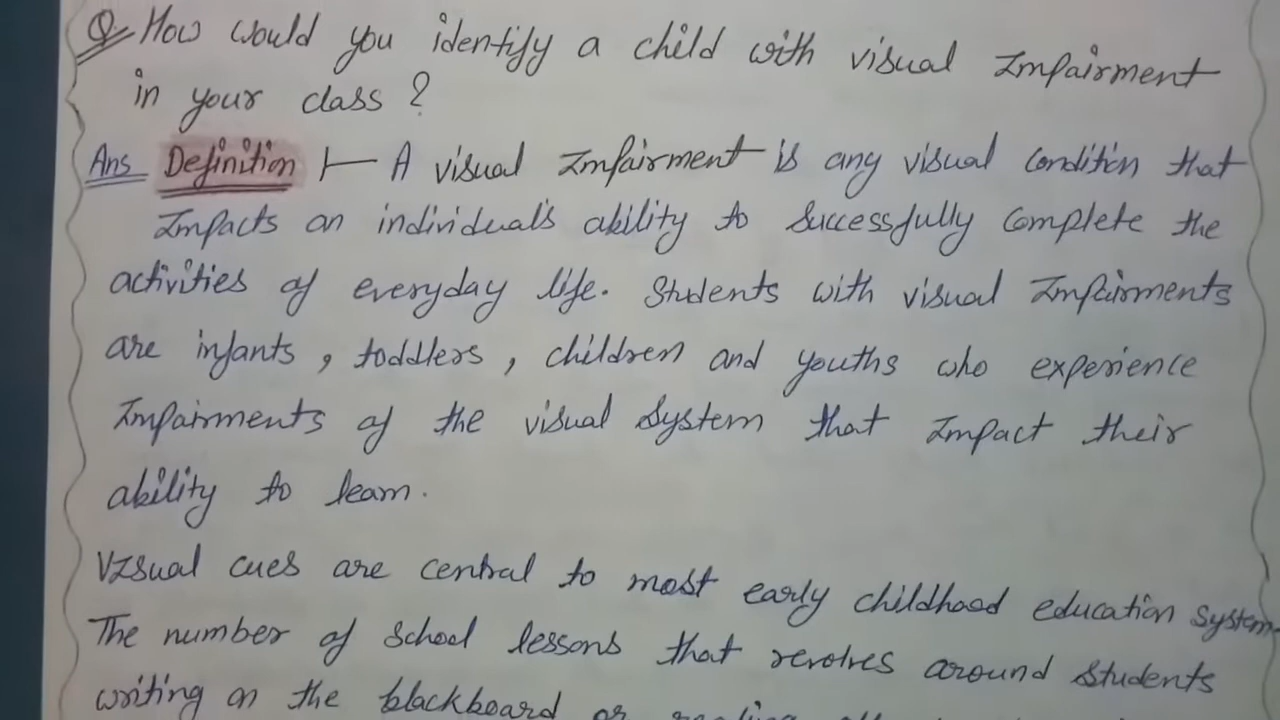 Q. How would you identify a child with visual Impairment
in your class ?
Ans Definition :- A visual Impairment is any visual condition that
Impacts an individual's ability to successfully complete the
activities of everyday life. Students with visual Impairments
are infants , toddlers , children and youths who experience
Impairments of the visual system that Impact their
ability to learn.
Visual cues are central to most early childhood education system.
The number of school lessons that revolves around students
writing on the blackboard or reading